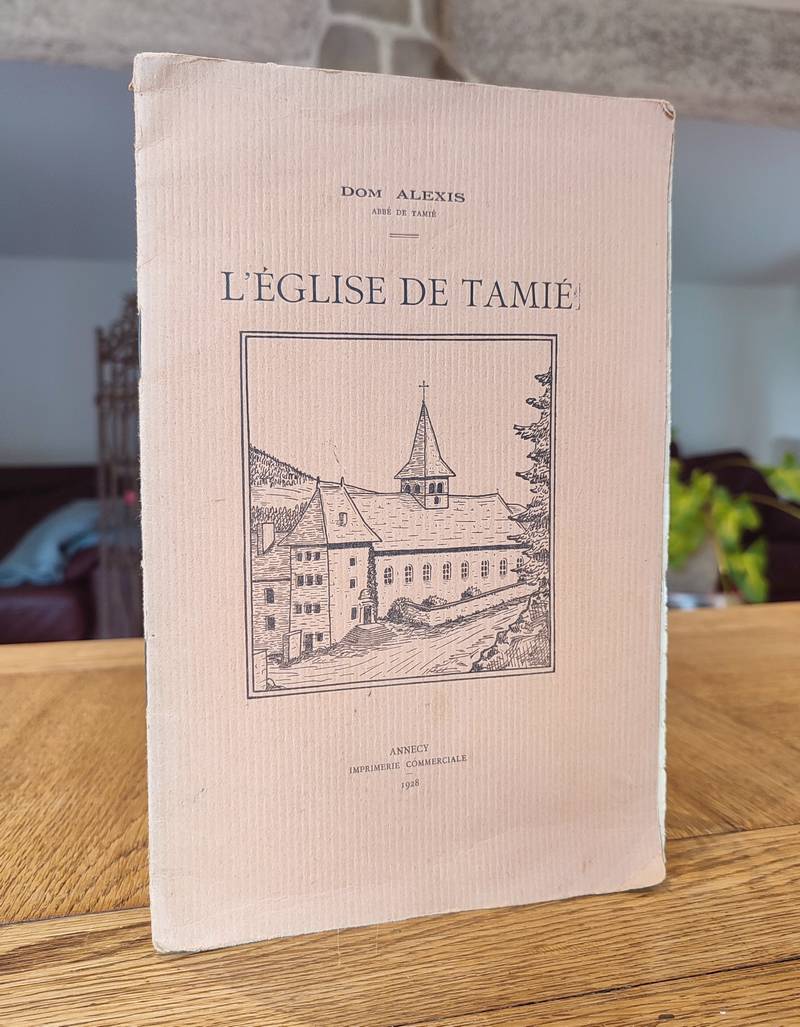 DOM ALEXIS
ABBÉ DE TAMIÉ
L'ÉGLISE DE TAMIÉ
ANNECY
IMPRIMERIE COMMERCIALE
1928